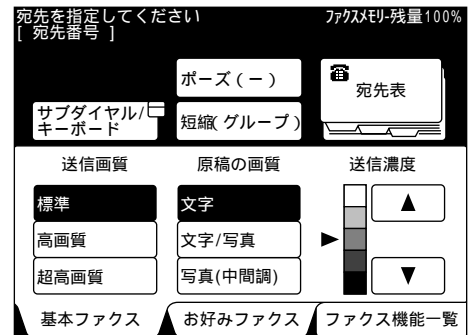 宛先を指定してください ファクスメモリ-残量100%
[ 宛先番号 ]
ポーズ(−)
宛先表
サブダイヤル/
キーボード
短縮(グループ)
送信画質 原稿の画質 送信濃度
標準 文字
高画質 文字/写真
超高画質 写真(中間調)
基本ファクス お好みファクス ファクス機能一覧